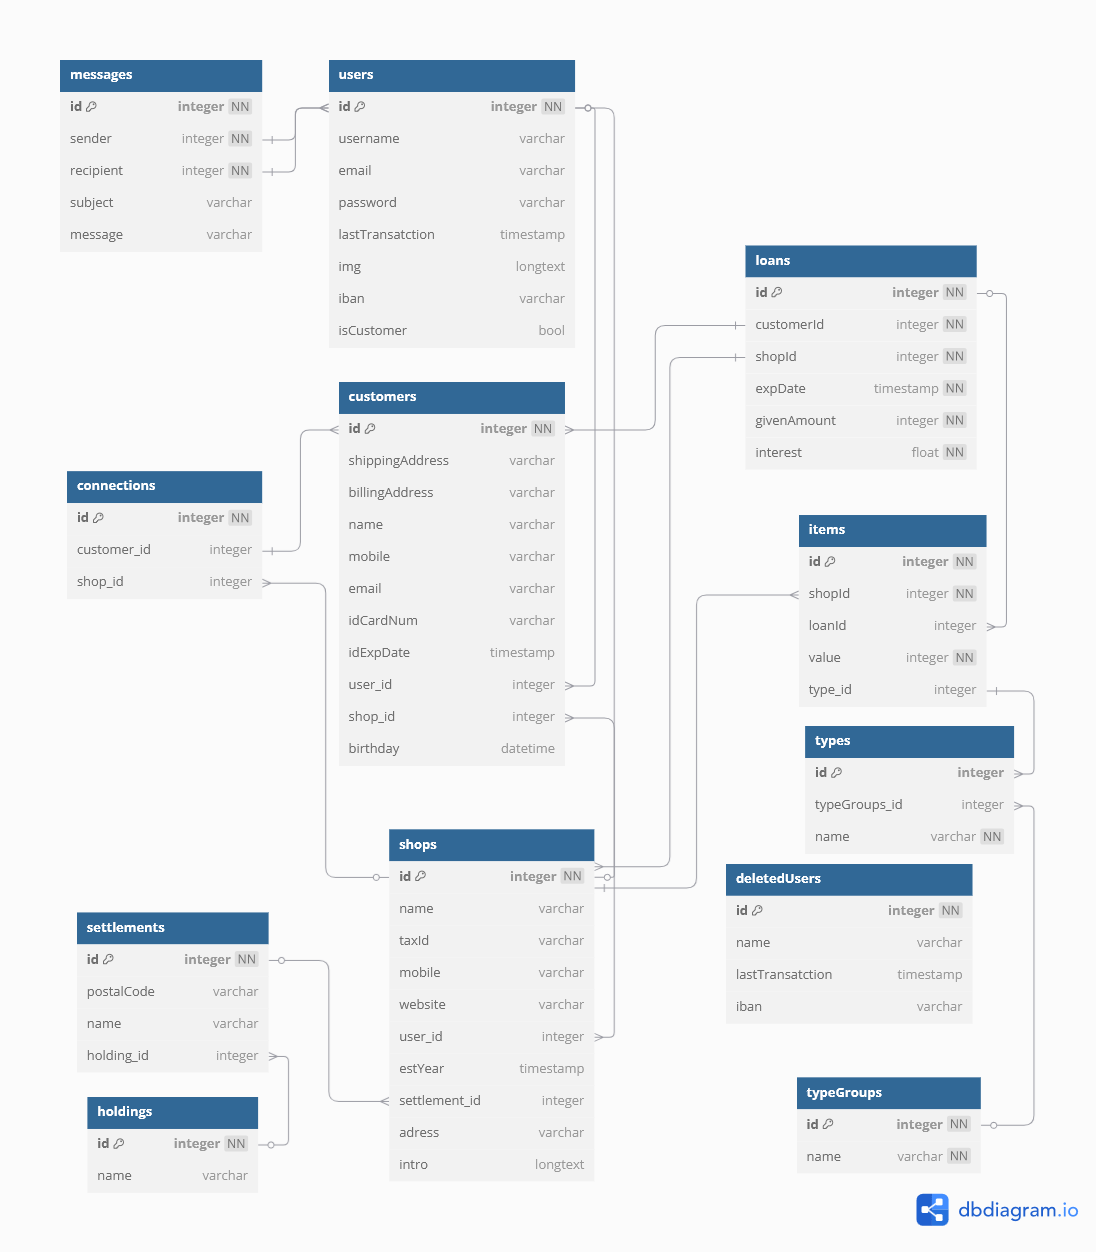 messages
id integer NN
sender integer NN
recipient integer NN
subject varchar
message varchar
users
id integer NN
username varchar
email varchar
password varchar
lastTransatction timestamp
img longtext
iban varchar
isCustomer bool
loans
id integer NN
customerId integer NN
shopId integer NN
expDate timestamp NN
givenAmount integer NN
interest float NN
customers
id integer NN
shippingAddress varchar
billingAddress varchar
name varchar
mobile varchar
email varchar
idCardNum varchar
idExpDate timestamp
user_id integer
shop_id integer
birthday datetime
connections
id integer NN
customer_id integer
shop_id integer
items
id integer NN
shopId integer NN
loanId integer
value integer NN
type_id integer
types
id integer
typeGroups_id integer
name varchar NN
shops
id integer NN
name varchar
taxId varchar
mobile varchar
website varchar
user_id integer
estYear timestamp
settlement_id integer
adress varchar
intro longtext
deletedUsers
id integer NN
name varchar
lastTransatction timestamp
iban varchar
settlements
id integer NN
postalCode varchar
name varchar
holding_id integer
holdings
id integer NN
name varchar
typeGroups
id integer NN
name varchar NN
dbdiagram.io